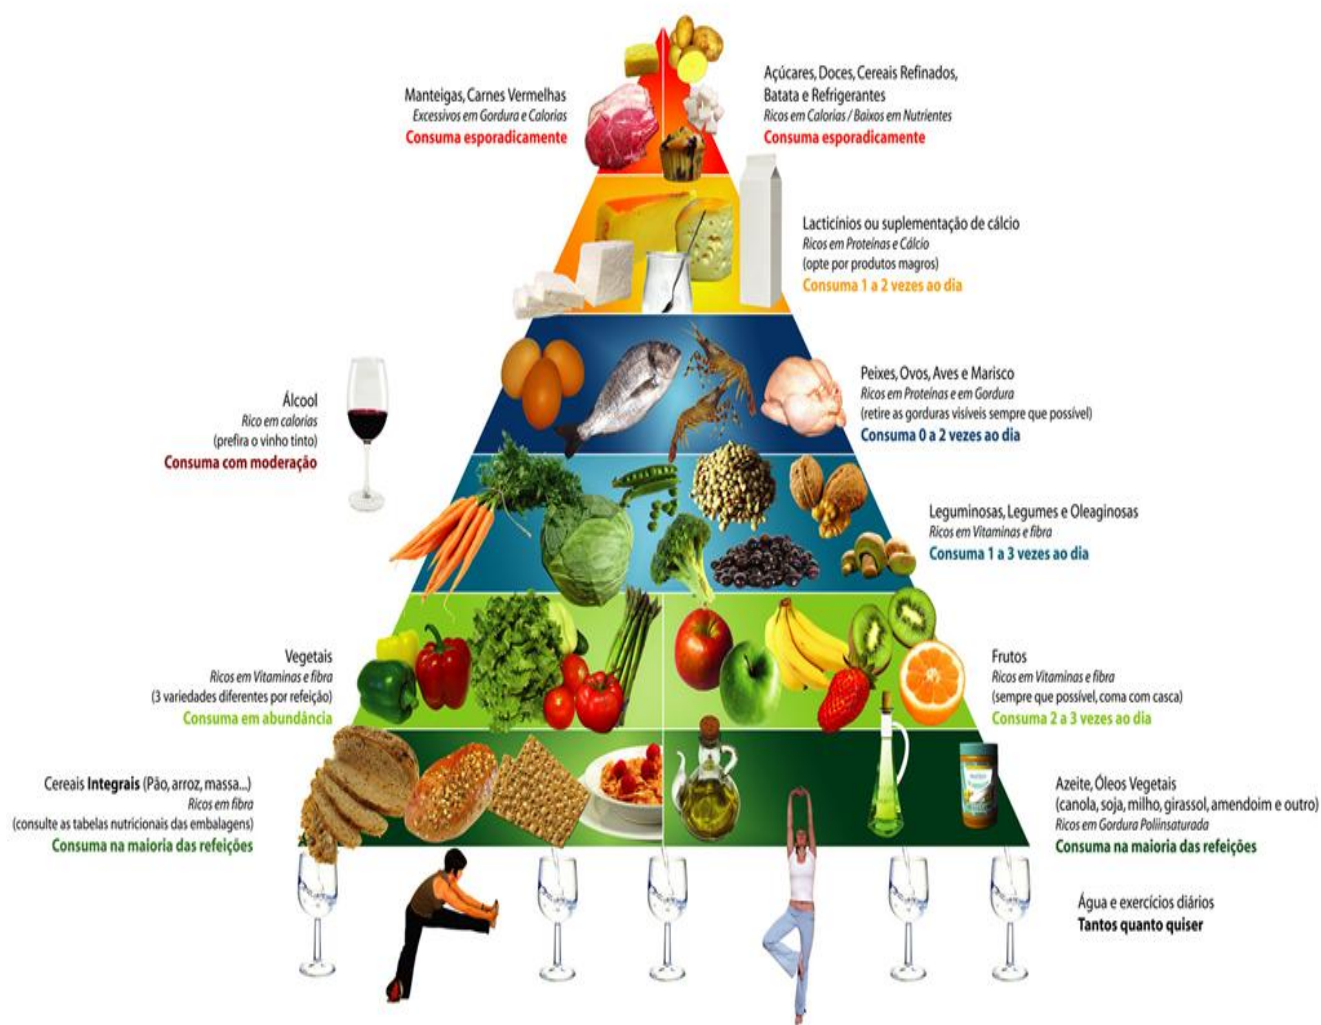 Manteigas, Carnes Vermelhas
Excessivos em Gordura e Calorias
Consuma esporadicamente
Açúcares, Doces, Cereais Refinados,
Batata e Refrigerantes
Ricos em Calorias / Baixos em Nutrientes
Consuma esporadicamente
Lacticínios ou suplementação de cálcio
Ricos em Proteínas e Cálcio
(opte por produtos magros)
Consuma 1 a 2 vezes ao dia
Álcool
Rico em calorias
(prefira o vinho tinto)
Consuma com moderação
Peixes, Ovos, Aves e Marisco
Ricos em Proteínas e em Gordura
(retire as gorduras visíveis sempre que possível)
Consuma 0 a 2 vezes ao dia
Leguminosas, Legumes e Oleaginosas
Ricos em Vitaminas e fibra
Consuma 1 a 3 vezes ao dia
Vegetais
Ricos em Vitaminas e fibra
(3 variedades diferentes por refeição)
Consuma em abundância
Frutos
Ricos em Vitaminas e fibra
(sempre que possível, coma com casca)
Consuma 2 a 3 vezes ao dia
Cereais Integrais (Pão, arroz, massa...)
Ricos em fibra
(consulte as tabelas nutricionais das embalagens)
Consuma na maioria das refeições
Azeite, Óleos Vegetais
(canola, soja, milho, girassol, amendoim e outro)
Ricos em Gordura Poliinsaturada
Consuma na maioria das refeições
Água e exercícios diários
Tantos quanto quiser